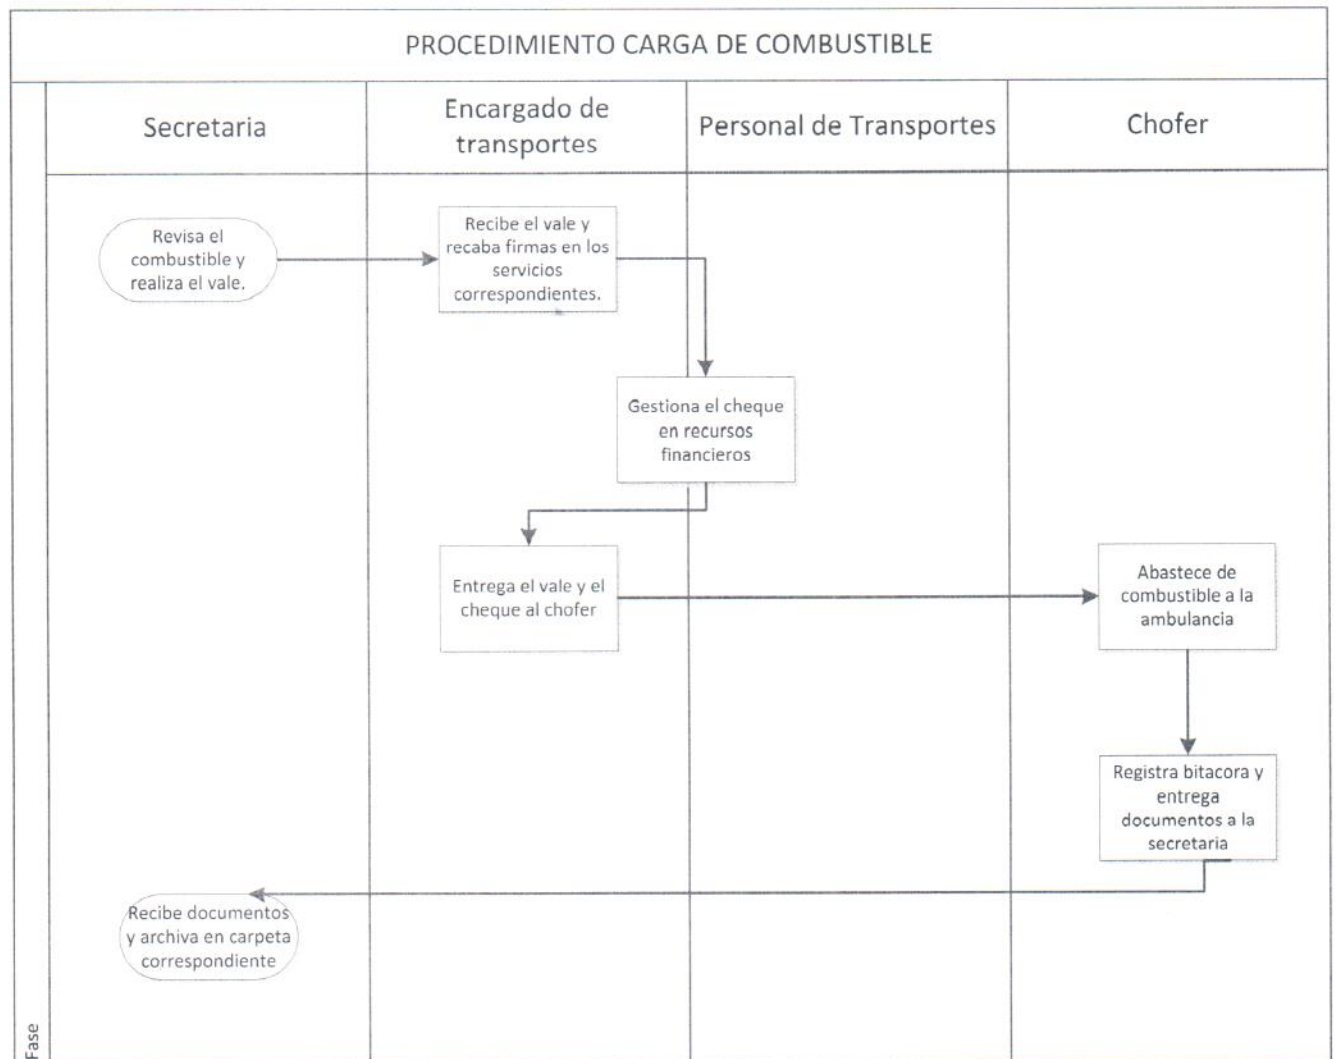 PROCEDIMIENTO CARGA DE COMBUSTIBLE
Secretaria
Encargado de
transportes
Personal de Transportes
Chofer
Revisa el
combustible y
realiza el vale.
Recibe el vale y
recaba firmas en los
servicios
correspondientes.
Gestiona el cheque
en recursos
financieros
Entrega el vale y el
cheque al chofer
Abastece de
combustible a la
ambulancia
Registra bitacora y
entrega
documentos a la
secretaria
Recibe documentos
y archiva en carpeta
correspondiente
Fase